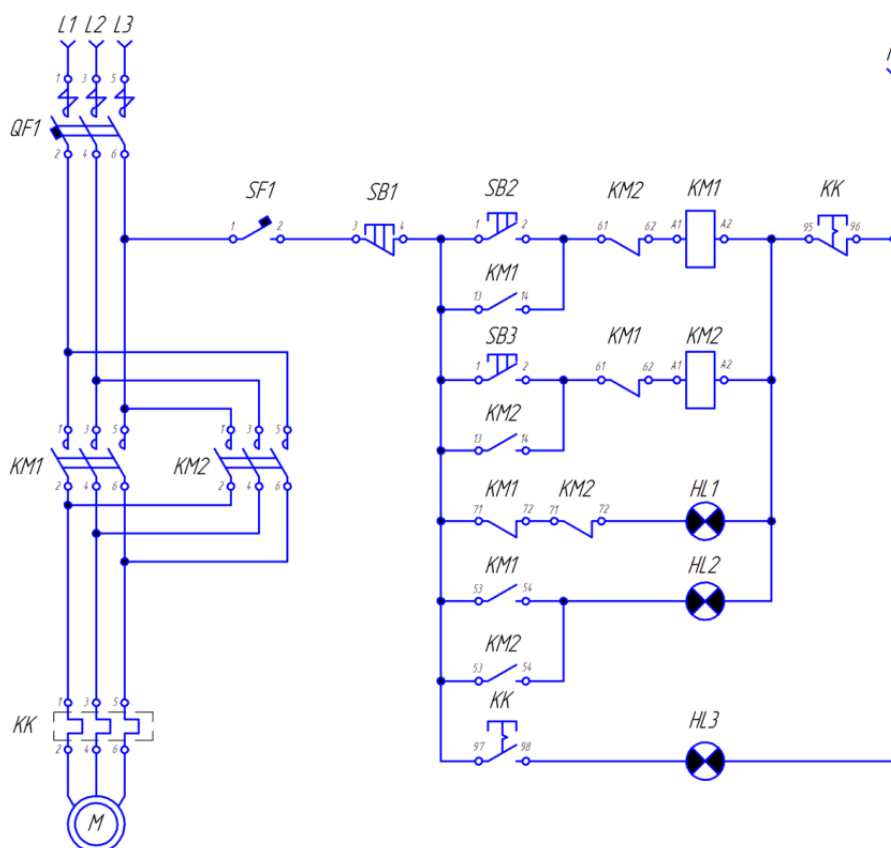 L1 L2 L3
1 3 5
QF1
2 4 6
SF1 SB1 SB2 KM2 KM1 KK
1 2 3 4 1 2 61 62 A1 A2 95 96
KM1
13 14
SB3 KM1 KM2
1 2 61 62 A1 A2
KM2
13 14
1 3 5 1 3 5
KM1 KM2
2 4 6 2 4 6
KM1 KM2 HL1
71 72 71 72
KM1 HL2
53 54
KM2
53 54
KK HL3
97 98
1 3 5
KK
2 4 6
M